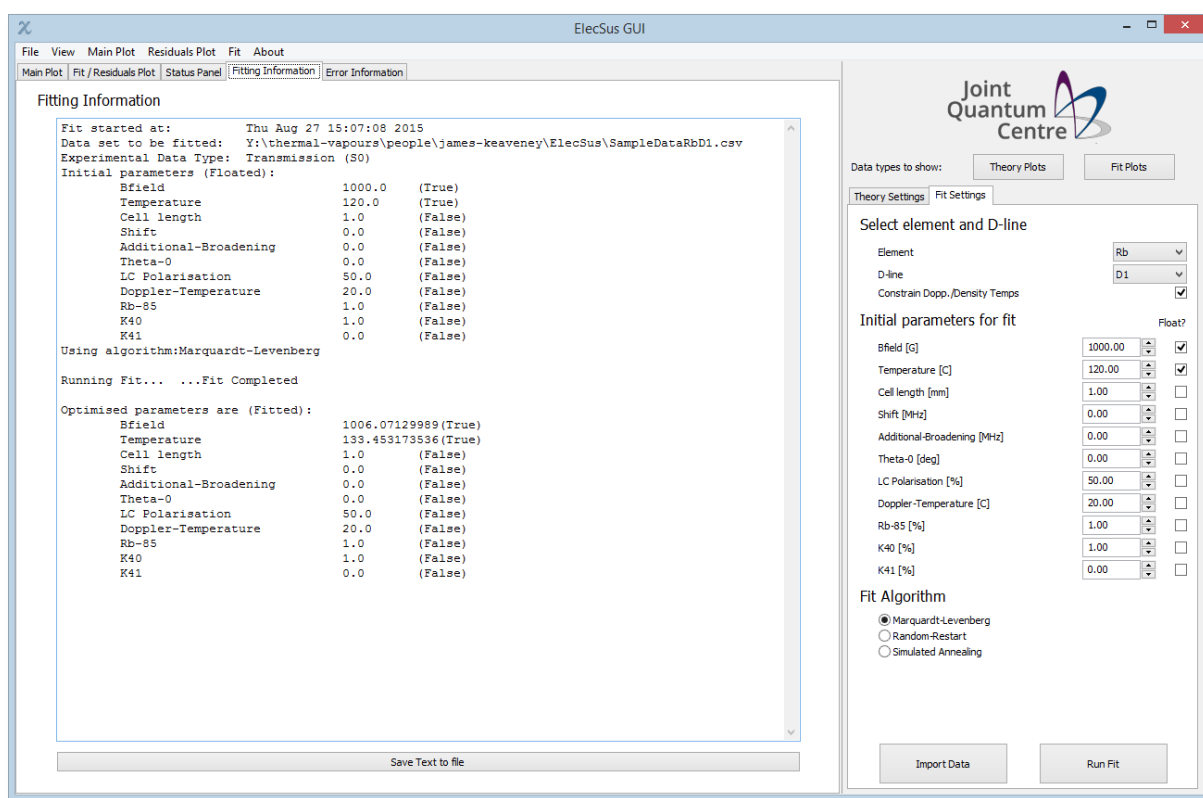 ElecSus GUI
File View Main Plot Residuals Plot Fit About
Main Plot Fit / Residuals Plot Status Panel Fitting Information Error Information
Fitting Information
Fit started at: Thu Aug 27 15:07:08 2015
Data set to be fitted: Y:\thermal-vapours\people\james-keaveney\ElecSus\SampleDataRbD1.csv
Experimental Data Type: Transmission (S0)
Initial parameters (Floated):
Bfield 1000.0 (True)
Temperature 120.0 (True)
Cell length 1.0 (False)
Shift 0.0 (False)
Additional-Broadening 0.0 (False)
Theta-0 0.0 (False)
LC Polarisation 50.0 (False)
Doppler-Temperature 20.0 (False)
Rb-85 1.0 (False)
K40 1.0 (False)
K41 0.0 (False)
Using algorithm:Marquardt-Levenberg
Running Fit... ...Fit Completed
Optimised parameters are (Fitted):
Bfield 1006.07129989(True)
Temperature 133.453173536(True)
Cell length 1.0 (False)
Shift 0.0 (False)
Additional-Broadening 0.0 (False)
Theta-0 0.0 (False)
LC Polarisation 50.0 (False)
Doppler-Temperature 20.0 (False)
Rb-85 1.0 (False)
K40 1.0 (False)
K41 0.0 (False)
Save Text to file
Joint
Quantum
Centre
Data types to show: Theory Plots Fit Plots
Theory Settings Fit Settings
Select element and D-line
Element Rb
D-line D1
Constrain Dopp./Density Temps
Initial parameters for fit Float?
Bfield [G] 1000.00
Temperature [C] 120.00
Cell length [mm] 1.00
Shift [MHz] 0.00
Additional-Broadening [MHz] 0.00
Theta-0 [deg] 0.00
LC Polarisation [%] 50.00
Doppler-Temperature [C] 20.00
Rb-85 [%] 1.00
K40 [%] 1.00
K41 [%] 0.00
Fit Algorithm
Marquardt-Levenberg
Random-Restart
Simulated Annealing
Import Data Run Fit